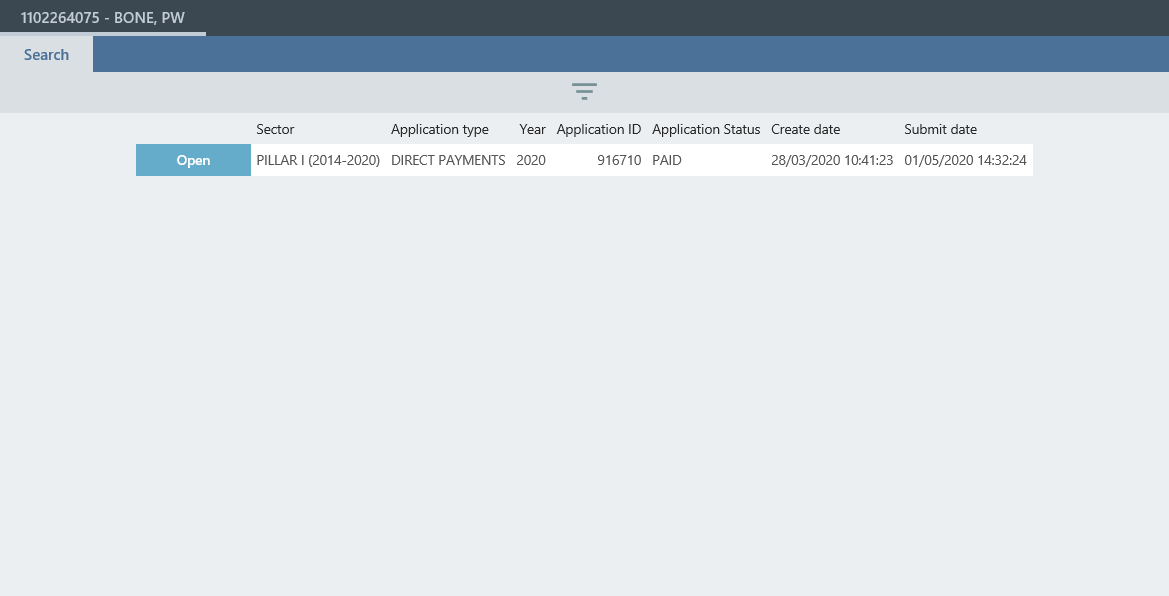 1102264075 - BONE, PW
Search
Sector Application type Year Application ID Application Status Create date Submit date
Open PILLAR I (2014-2020) DIRECT PAYMENTS 2020 916710 PAID 28/03/2020 10:41:23 01/05/2020 14:32:24